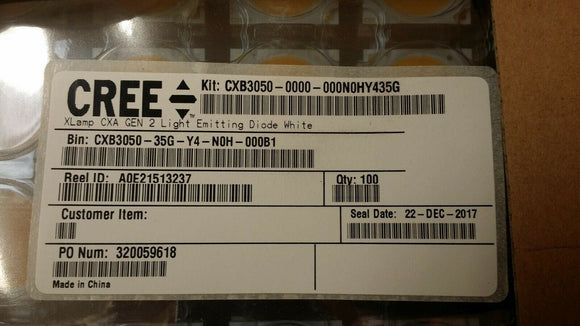 CREE
Kit: CXB3050-0000-000N0HY435G
XLamp CXA GEN 2 Light Emitting Diode White
Bin: CXB3050-35G-Y4-N0H-000B1
Reel ID: A0E21513237
Qty: 100
Customer Item:
Seal Date: 22-DEC-2017
PO Num: 320059618
Made in China